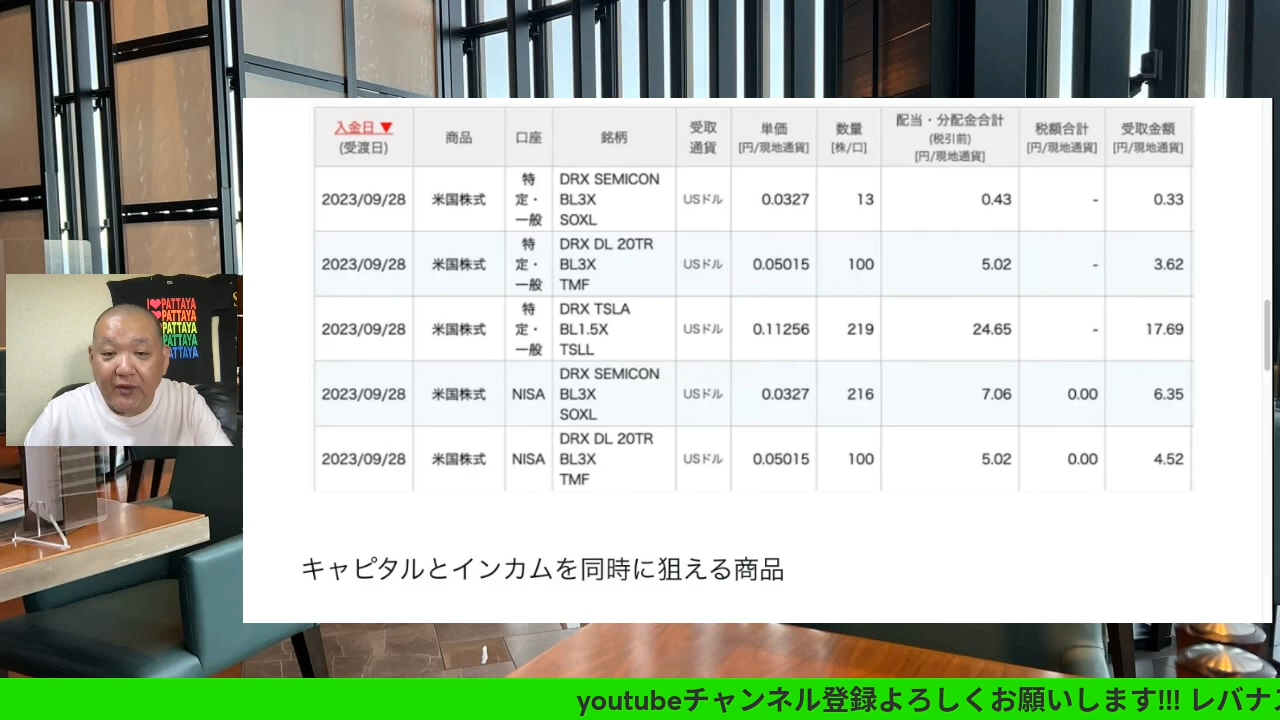 入金日 ▼
(受渡日)
商品
口座
銘柄
受取
通貨
単価
[円/現地通貨]
数量
[株/口]
配当・分配金合計
(税引前)
[円/現地通貨]
税額合計
[円/現地通貨]
受取金額
[円/現地通貨]
2023/09/28 米国株式 特定・一般 DRX SEMICON BL3X SOXL USドル 0.0327 13 0.43 - 0.33
2023/09/28 米国株式 特定・一般 DRX DL 20TR BL3X TMF USドル 0.05015 100 5.02 - 3.62
2023/09/28 米国株式 特定・一般 DRX TSLA BL1.5X TSLL USドル 0.11256 219 24.65 - 17.69
2023/09/28 米国株式 NISA DRX SEMICON BL3X SOXL USドル 0.0327 216 7.06 0.00 6.35
2023/09/28 米国株式 NISA DRX DL 20TR BL3X TMF USドル 0.05015 100 5.02 0.00 4.52
I❤PATTAYA
PATTAYA
PATTAYA
PATTAYA
PATTAYA
キャピタルとインカムを同時に狙える商品
youtubeチャンネル登録よろしくお願いします!!! レバナ